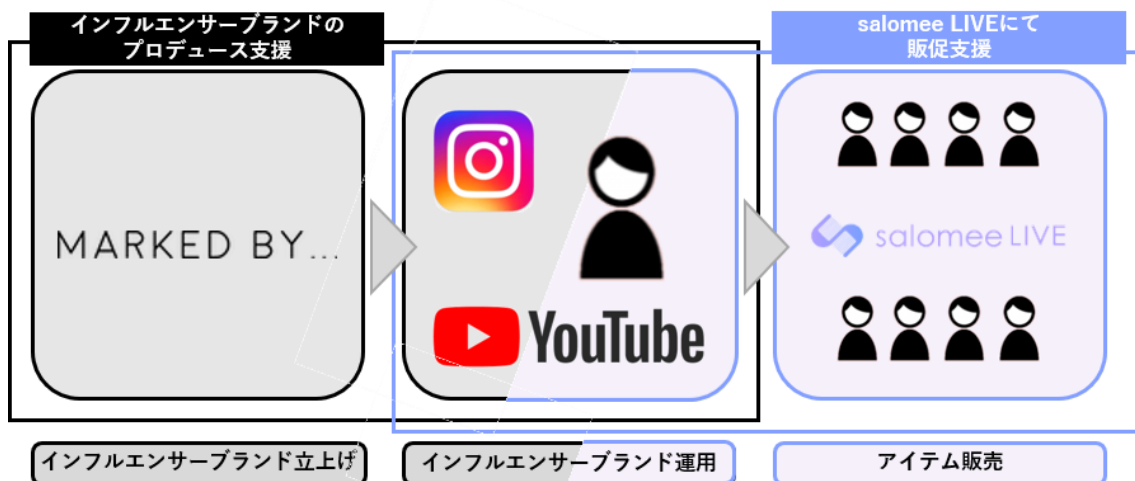 インフルエンサーブランドの
プロデュース支援
salomee LIVEにて
販促支援
MARKED BY...
YouTube
salomee LIVE
インフルエンサーブランド立上げ
インフルエンサーブランド運用
アイテム販売